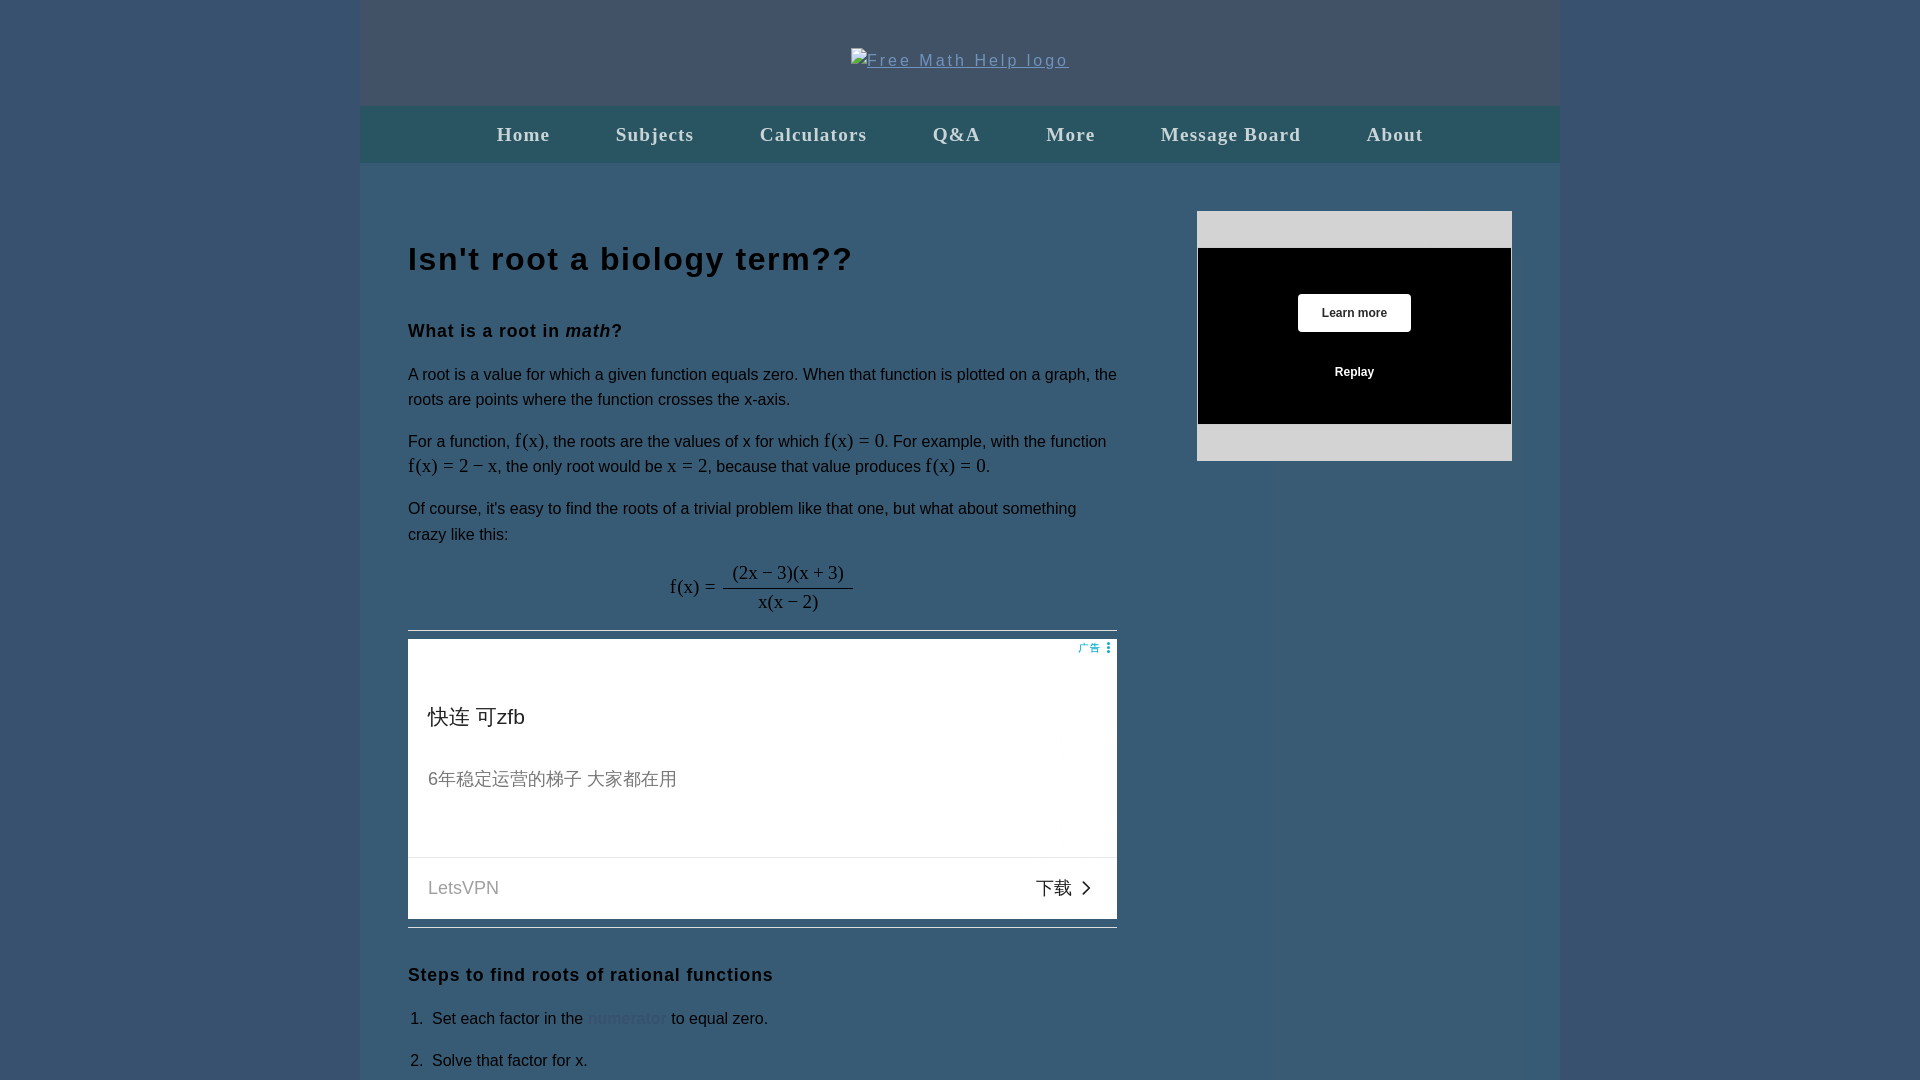 Free Math Help logo
Home Subjects Calculators Q&A More Message Board About
Isn't root a biology term??
What is a root in math?
A root is a value for which a given function equals zero. When that function is plotted on a graph, the
roots are points where the function crosses the x-axis.
For a function, f(x), the roots are the values of x for which f(x) = 0. For example, with the function
f(x) = 2 − x, the only root would be x = 2, because that value produces f(x) = 0.
Of course, it's easy to find the roots of a trivial problem like that one, but what about something
crazy like this:
f(x) = (2x − 3)(x + 3)
x(x − 2)
广告
快连 可zfb
6年稳定运营的梯子 大家都在用
LetsVPN 下载
Steps to find roots of rational functions
1. Set each factor in the numerator to equal zero.
2. Solve that factor for x.
Learn more
Replay